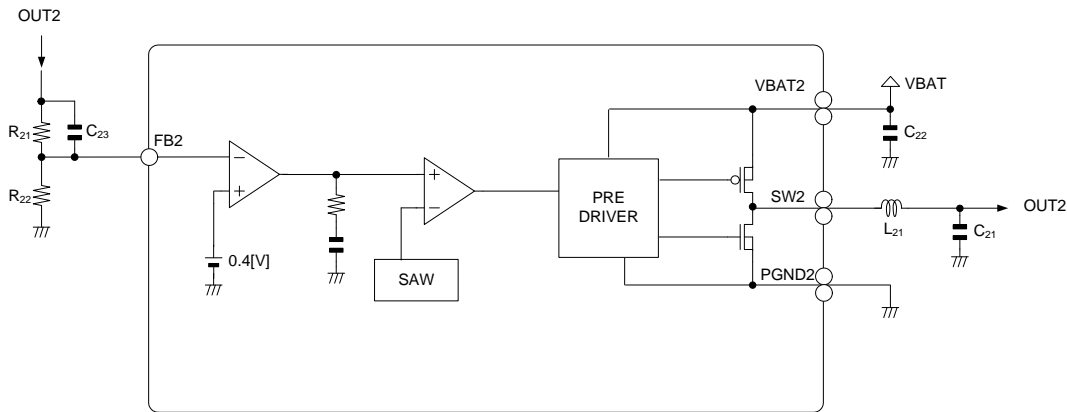 OUT2
R21
C23
R22
FB2
0.4[V]
SAW
PRE
DRIVER
VBAT2
SW2
PGND2
VBAT
C22
L21
C21
OUT2